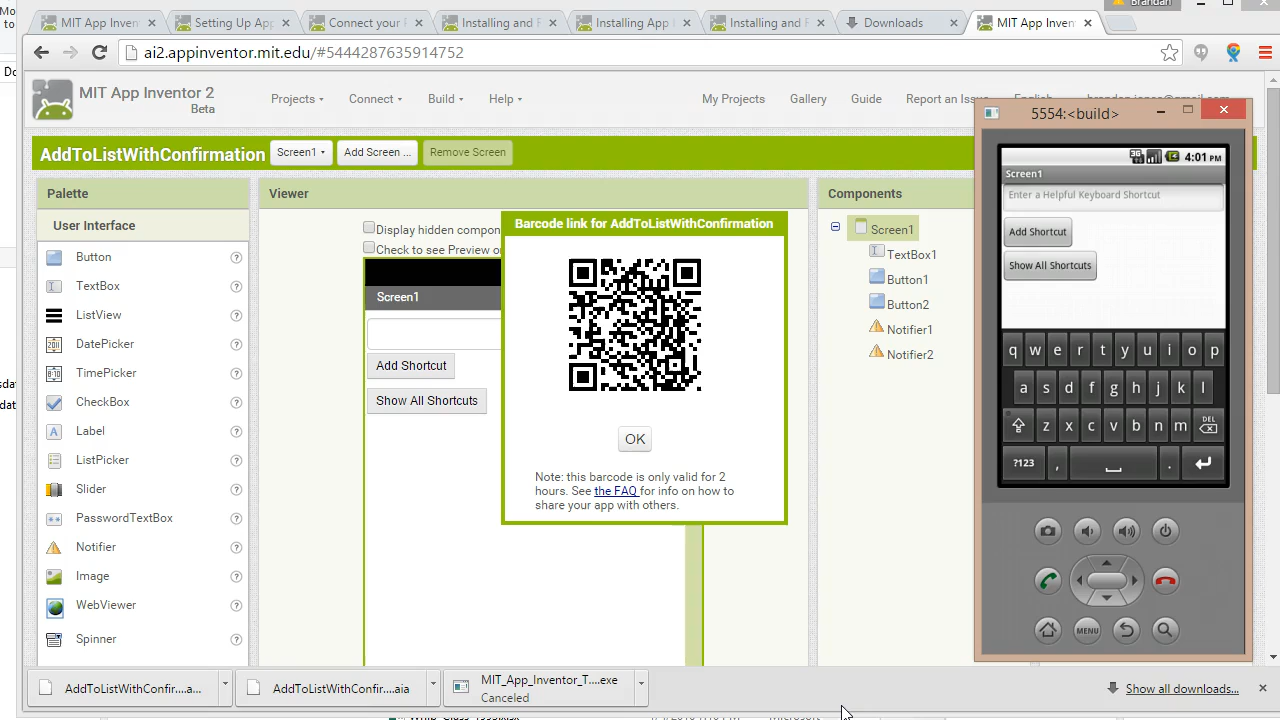 MIT App Inven
Setting Up App
Connect your
Installing and F
Installing App I
Installing and F
Downloads
MIT App Inven
Brandan
ai2.appinventor.mit.edu/#5444287635914752
MIT App Inventor 2
Beta
Projects
Connect
Build
Help
My Projects
Gallery
Guide
Report an Issue
English
AddToListWithConfirmation
Screen1
Add Screen ...
Remove Screen
Palette
Viewer
Components
User Interface
Button
TextBox
ListView
DatePicker
TimePicker
CheckBox
Label
ListPicker
Slider
PasswordTextBox
Notifier
Image
WebViewer
Spinner
Display hidden compon
Check to see Preview on
Screen1
Add Shortcut
Show All Shortcuts
Barcode link for AddToListWithConfirmation
OK
Note: this barcode is only valid for 2
hours. See the FAQ for info on how to
share your app with others.
Screen1
TextBox1
Button1
Button2
Notifier1
Notifier2
5554:<build>
4:01 PM
Screen1
Enter a Helpful Keyboard Shortcut
Add Shortcut
Show All Shortcuts
q w e r t y u i o p
a s d f g h j k l
z x c v b n m DEL
?123 , .
MENU
AddToListWithConfir....a...
AddToListWithConfir....aia
MIT_App_Inventor_T....exe
Canceled
Show all downloads...